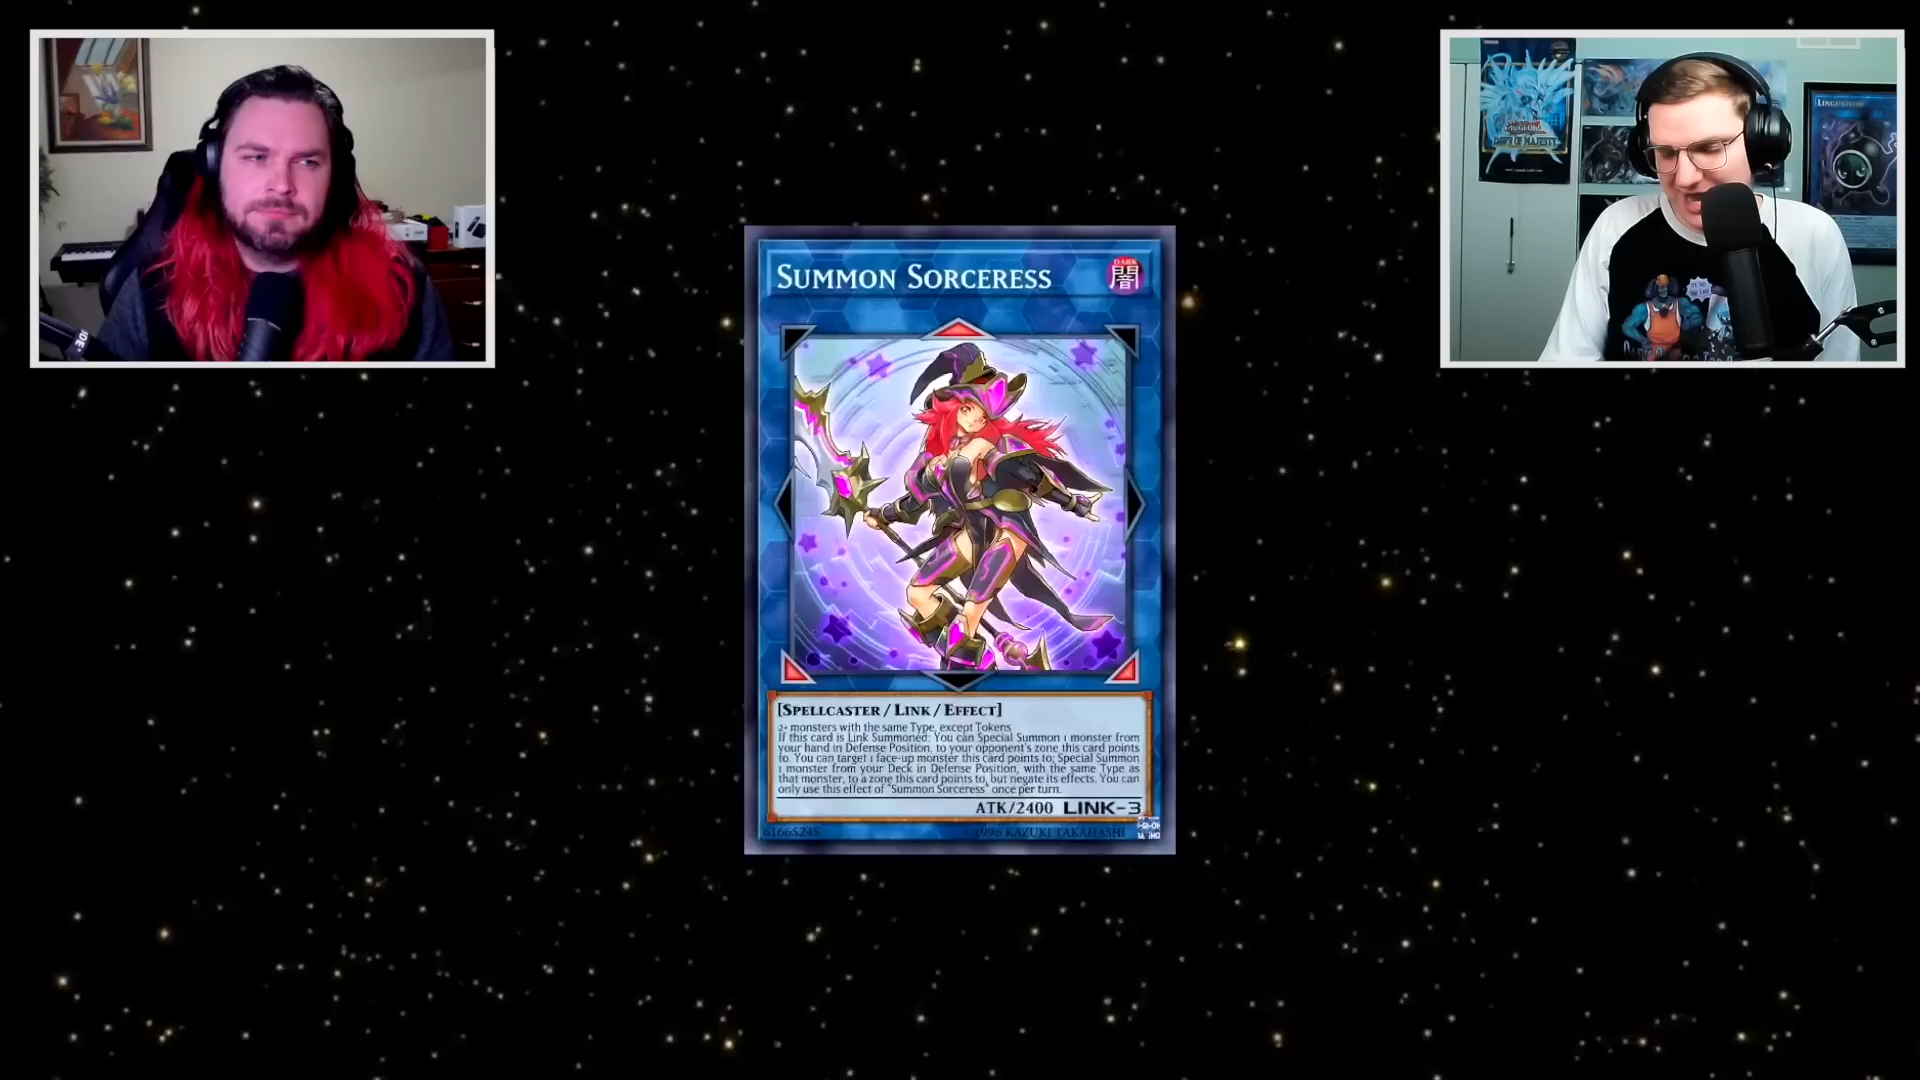 SUMMON SORCERESS
DARK
闇
[SPELLCASTER / LINK / EFFECT]
2+ monsters with the same Type, except Tokens
If this card is Link Summoned: You can Special Summon 1 monster from
your hand in Defense Position, to your opponent's zone this card points
to. You can target 1 face-up monster this card points to; Special Summon
1 monster from your Deck in Defense Position, with the same Type as
that monster, to a zone this card points to, but negate its effects. You can
only use this effect of "Summon Sorceress" once per turn.
ATK/2400 LINK-3
61665245
©1996 KAZUKI TAKAHASHI
DAWN OF MAJESTY
LINGURIBOH